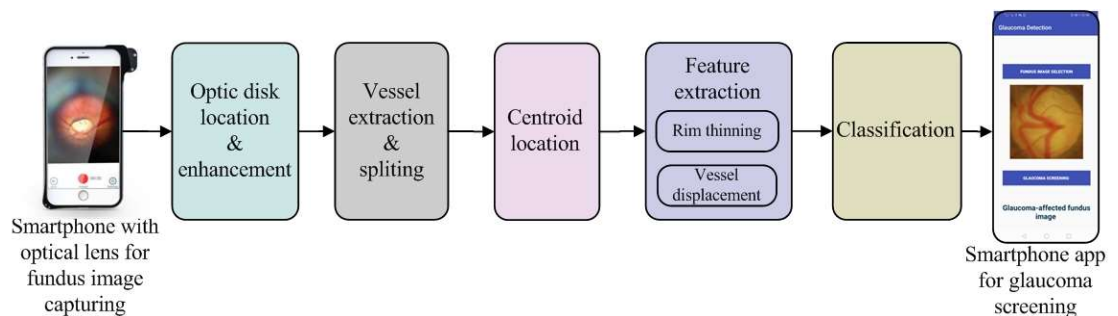 Smartphone with
optical lens for
fundus image
capturing
Optic disk
location
&
enhancement
Vessel
extraction
&
spliting
Centroid
location
Feature
extraction
Rim thinning
Vessel
displacement
Classification
Glaucoma Detection
FUNDUS IMAGE SELECTION
GLAUCOMA SCREENING
Glaucoma-affected fundus
image
Smartphone app
for glaucoma
screening